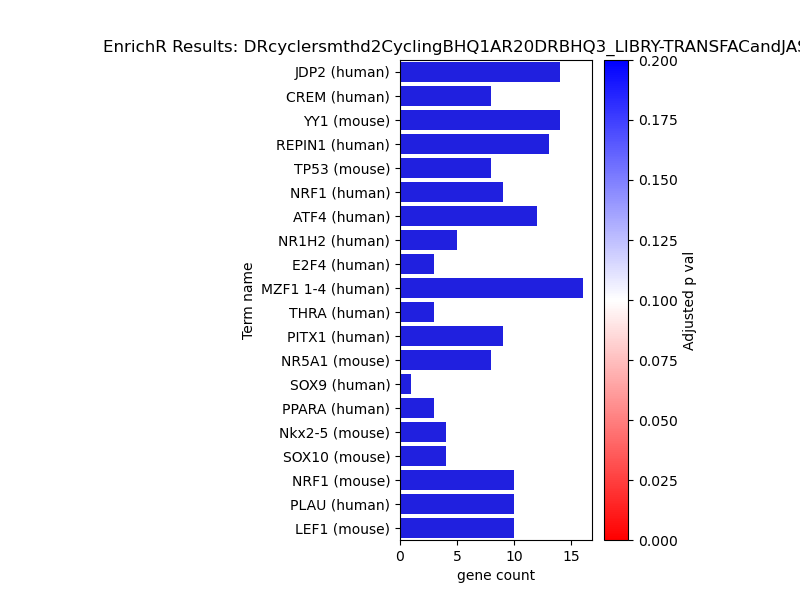 EnrichR Results: DRcyclersmthd2CyclingBHQ1AR20DRBHQ3_LIBRY-TRANSFACandJAS
JDP2 (human)
CREM (human)
YY1 (mouse)
REPIN1 (human)
TP53 (mouse)
NRF1 (human)
ATF4 (human)
NR1H2 (human)
E2F4 (human)
MZF1 1-4 (human)
THRA (human)
PITX1 (human)
NR5A1 (mouse)
SOX9 (human)
PPARA (human)
Nkx2-5 (mouse)
SOX10 (mouse)
NRF1 (mouse)
PLAU (human)
LEF1 (mouse)
Term name
0 5 10 15
gene count
0.200
0.175
0.150
0.125
0.100
0.075
0.050
0.025
0.000
Adjusted p val